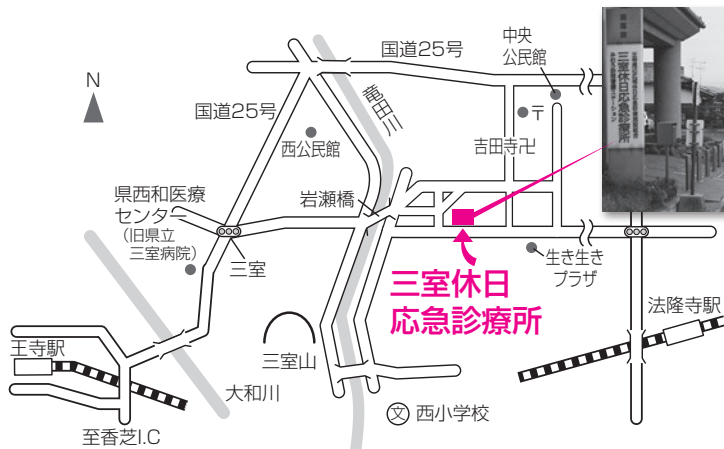 N
国道25号
国道25号
竜田川
中央
公民館
〒
吉田寺卍
西公民館
県西和医療
センター
(旧県立
三室病院)
岩瀬橋
三室
生き生き
プラザ
三室休日
応急診療所
三室休日応急診療所
法隆寺駅
王寺駅
三室山
大和川
文 西小学校
至香芝I.C